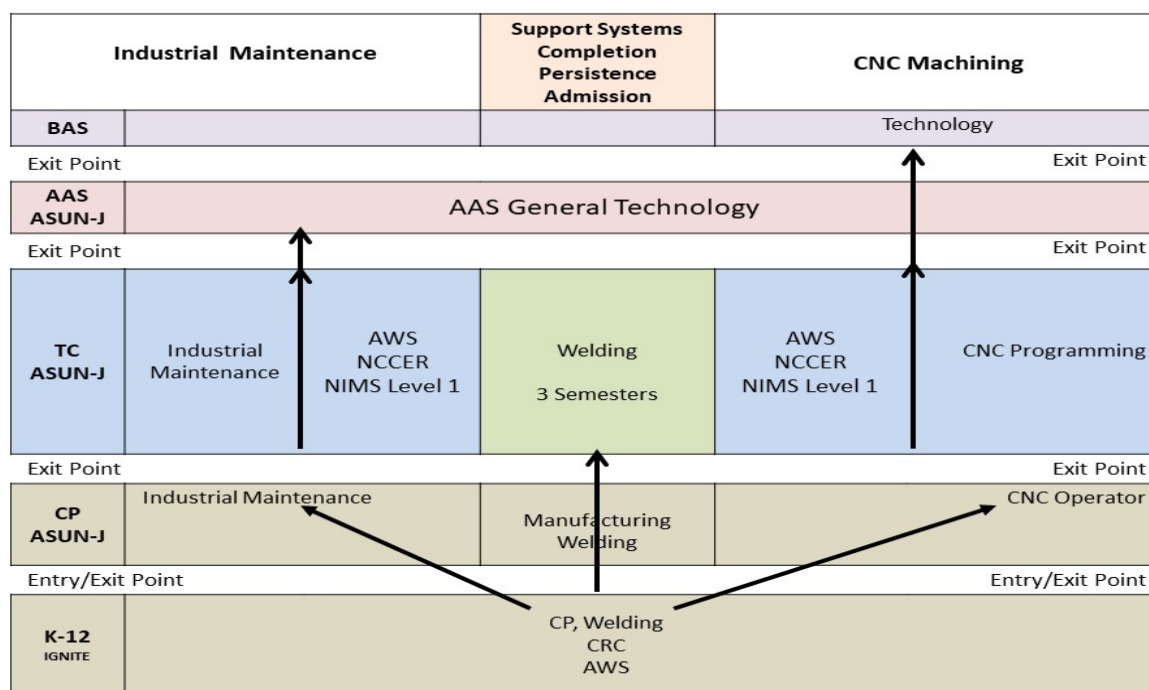 Industrial Maintenance
Support Systems
Completion
Persistence
Admission
CNC Machining
BAS
Technology
Exit Point
Exit Point
AAS
ASUN-J
AAS General Technology
Exit Point
Exit Point
TC
ASUN-J
Industrial
Maintenance
AWS
NCCER
NIMS Level 1
Welding
3 Semesters
AWS
NCCER
NIMS Level 1
CNC Programming
Exit Point
Exit Point
CP
ASUN-J
Industrial Maintenance
Manufacturing
Welding
CNC Operator
Entry/Exit Point
Entry/Exit Point
K-12
IGNITE
CP, Welding
CRC
AWS